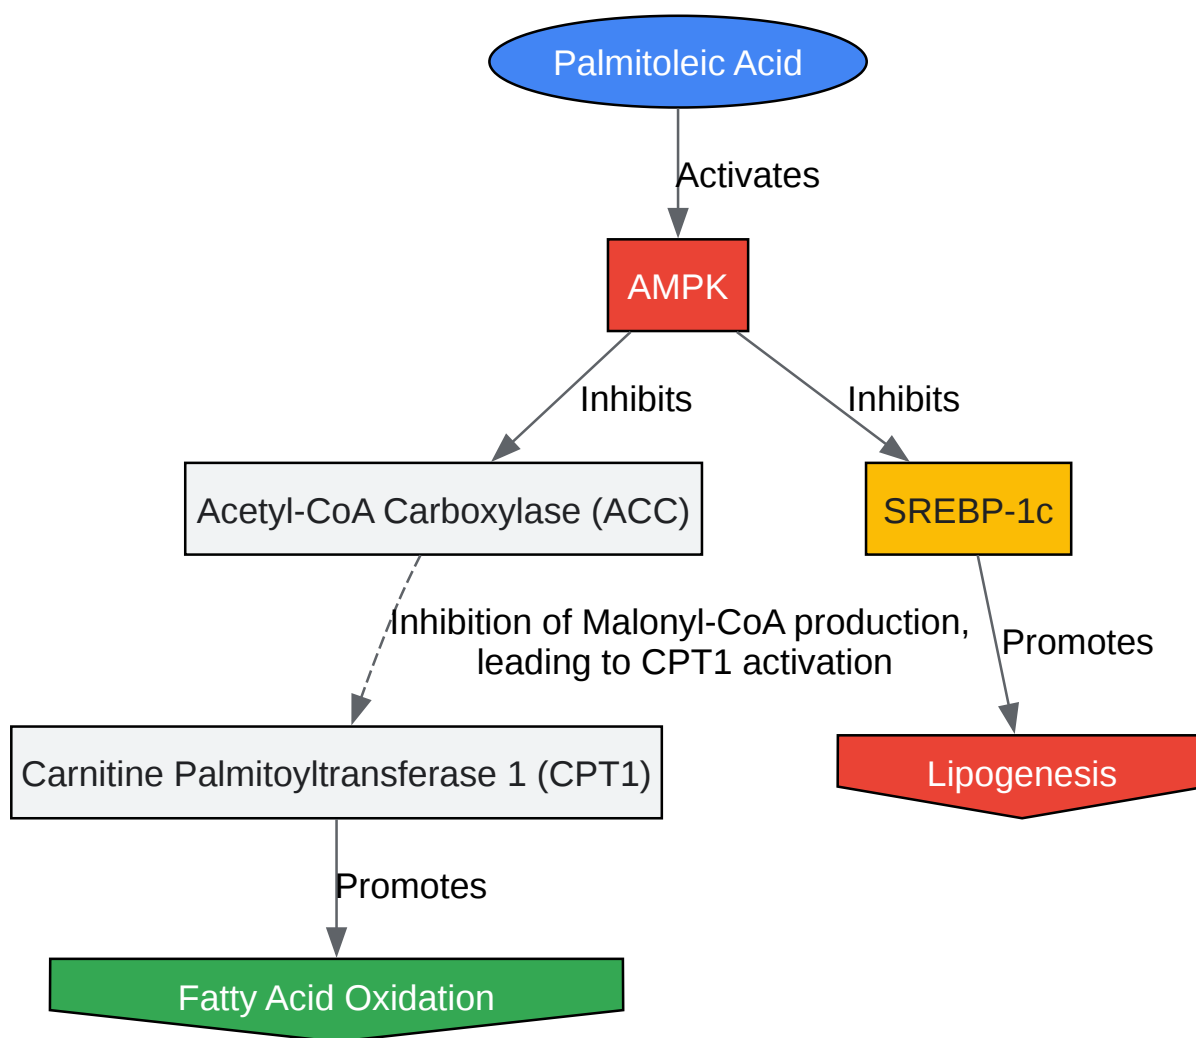 Palmitoleic Acid
Activates
AMPK
Inhibits
Inhibits
Acetyl-CoA Carboxylase (ACC)
SREBP-1c
Inhibition of Malonyl-CoA production,
leading to CPT1 activation
Promotes
Carnitine Palmitoyltransferase 1 (CPT1)
Lipogenesis
Promotes
Fatty Acid Oxidation